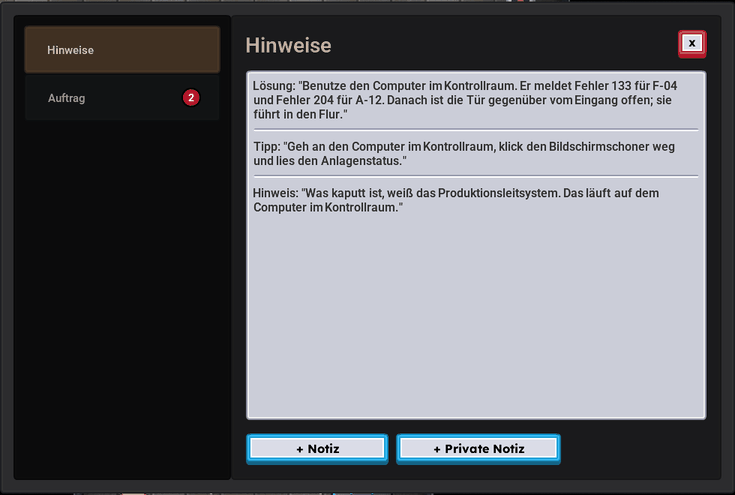 Hinweise
Auftrag
2
Hinweise
x
Lösung: "Benutze den Computer im Kontrollraum. Er meldet Fehler 133 für F-04
und Fehler 204 für A-12. Danach ist die Tür gegenüber vom Eingang offen; sie
führt in den Flur."
Tipp: "Geh an den Computer im Kontrollraum, klick den Bildschirmschoner weg
und lies den Anlagenstatus."
Hinweis: "Was kaputt ist, weiß das Produktionsleitsystem. Das läuft auf dem
Computer im Kontrollraum."
+ Notiz
+ Private Notiz